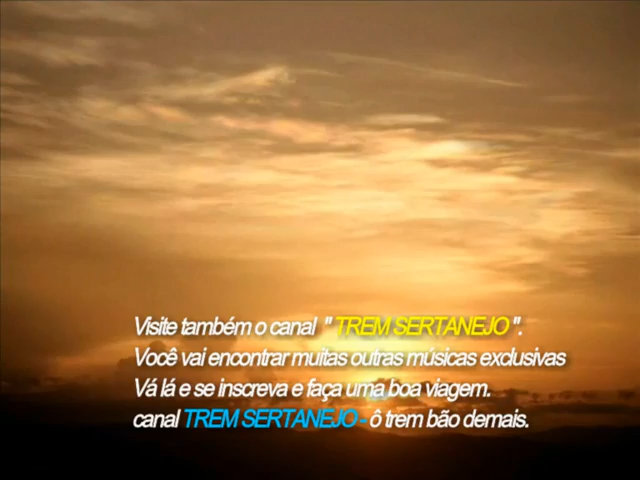 Visite também o canal " TREM SERTANEJO ".
Você vai encontrar muitas outras músicas exclusivas
Vá lá e se inscreva e faça uma boa viagem.
canal TREM SERTANEJO - ô trem bão demais.